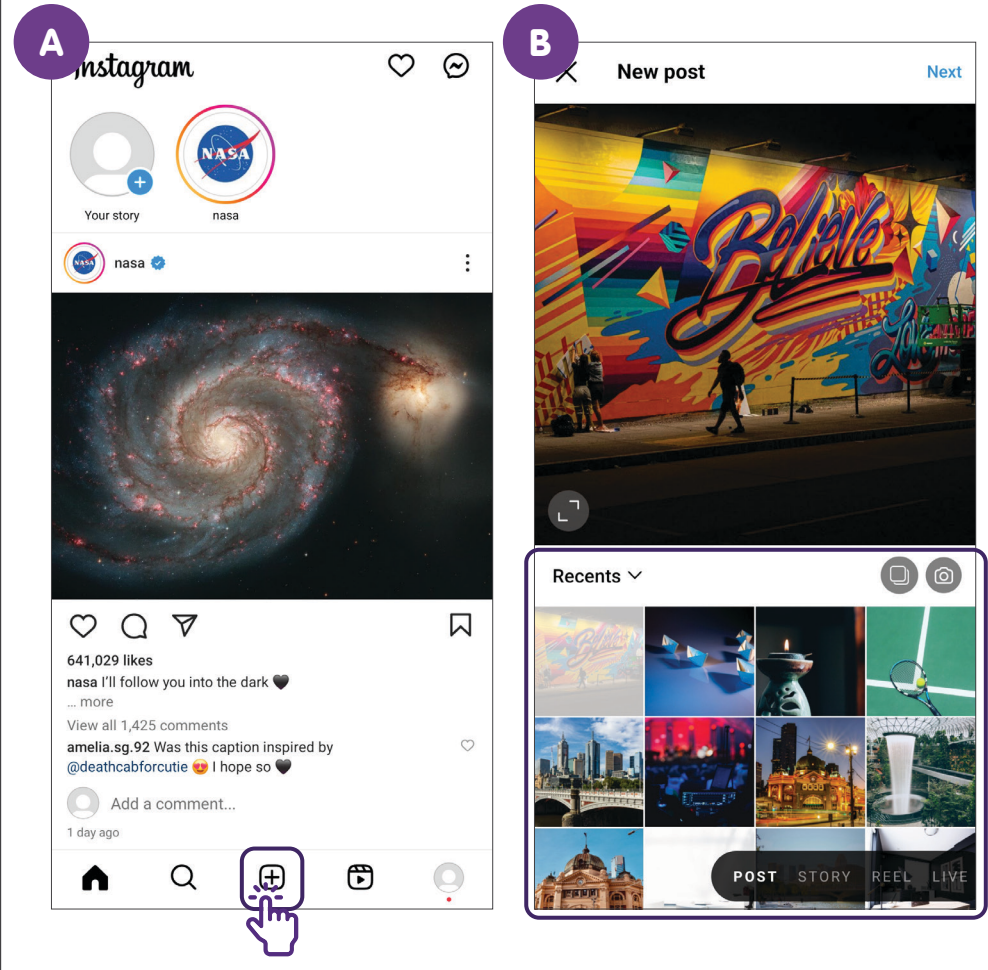 A
Instagram
NASA
Your story
nasa
NASA
nasa
641,029 likes
nasa I'll follow you into the dark 🖤
... more
View all 1,425 comments
amelia.sg.92 Was this caption inspired by
@deathcabforcutie 😍 I hope so 🖤
Add a comment...
1 day ago
B
New post
Next
Believe
Love
Recents
Believe
POST STORY REEL LIVE